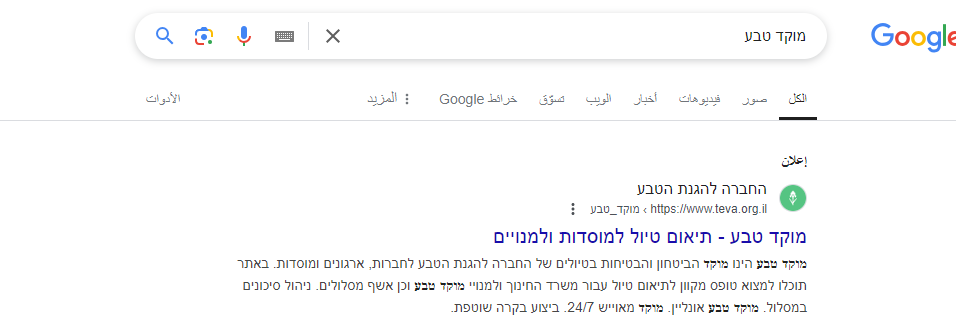 Google
מוקד טבע
الكل صور فيديوهات أخبار الويب تسوّق خرائط Google المزيد الأدوات
إعلان
החברה להגנת הטבע
https://www.teva.org.il › מוקד_טבע
מוקד טבע - תיאום טיול למוסדות ולמנויים
מוקד טבע הינו מוקד הביטחון והבטיחות בטיולים של החברה להגנת הטבע לחברות, ארגונים ומוסדות. באתר
תוכלו למצוא טופס מקוון לתיאום טיול עבור משרד החינוך ולמנויי מוקד טבע וכן אשף מסלולים. ניהול סיכונים
במסלול. מוקד טבע אונליין. מוקד מאוייש 24/7. ביצוע בקרה שוטפת.